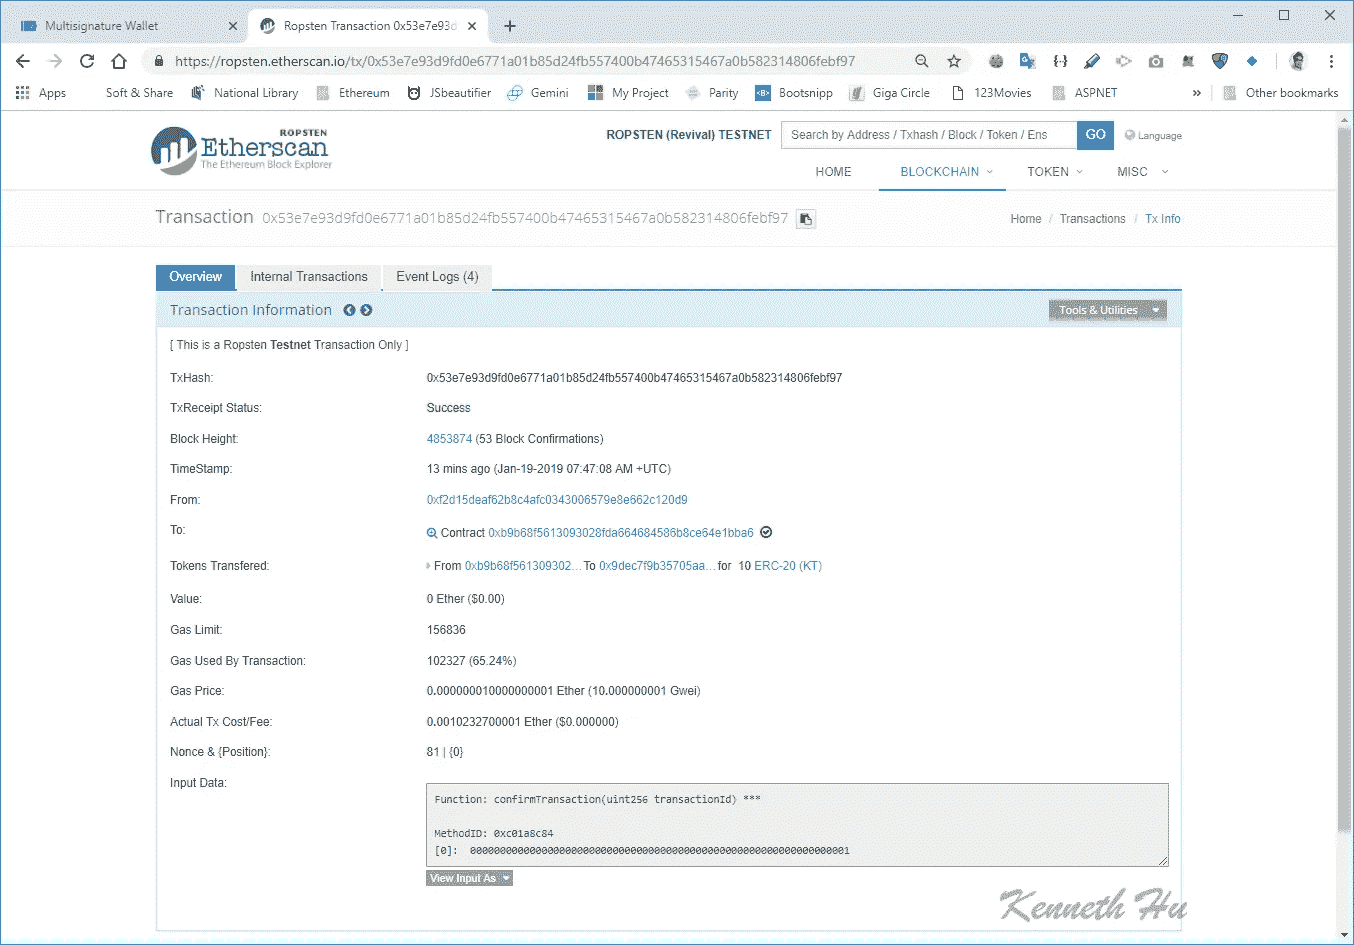 Multisignature Wallet
Ropsten Transaction 0x53e7e93d
https://ropsten.etherscan.io/tx/0x53e7e93d9fd0e6771a01b85d24fb557400b47465315467a0b582314806febf97
Apps Soft & Share National Library Ethereum JSbeautifier Gemini My Project Parity Bootsnipp Giga Circle 123Movies ASPNET » Other bookmarks
ROPSTEN
Etherscan
The Ethereum Block Explorer
ROPSTEN (Revival) TESTNET Search by Address / Txhash / Block / Token / Ens GO Language
HOME BLOCKCHAIN TOKEN MISC
Transaction 0x53e7e93d9fd0e6771a01b85d24fb557400b47465315467a0b582314806febf97
Home / Transactions / Tx Info
Overview Internal Transactions Event Logs (4)
Transaction Information Tools & Utilities
[ This is a Ropsten Testnet Transaction Only ]
TxHash: 0x53e7e93d9fd0e6771a01b85d24fb557400b47465315467a0b582314806febf97
TxReceipt Status: Success
Block Height: 4853874 (53 Block Confirmations)
TimeStamp: 13 mins ago (Jan-19-2019 07:47:08 AM +UTC)
From: 0xf2d15deaf62b8c4afc0343006579e8e662c120d9
To: Contract 0xb9b68f5613093028fda664684586b8ce64e1bba6
Tokens Transfered: From 0xb9b68f561309302... To 0x9dec7f9b35705aa... for 10 ERC-20 (KT)
Value: 0 Ether ($0.00)
Gas Limit: 156836
Gas Used By Transaction: 102327 (65.24%)
Gas Price: 0.000000010000000001 Ether (10.000000001 Gwei)
Actual Tx Cost/Fee: 0.0010232700001 Ether ($0.000000)
Nonce & {Position}: 81 | {0}
Input Data:
Function: confirmTransaction(uint256 transactionId) ***
MethodID: 0xc01a8c84
[0]: 0000000000000000000000000000000000000000000000000000000000000001
View Input As
Kenneth Hu